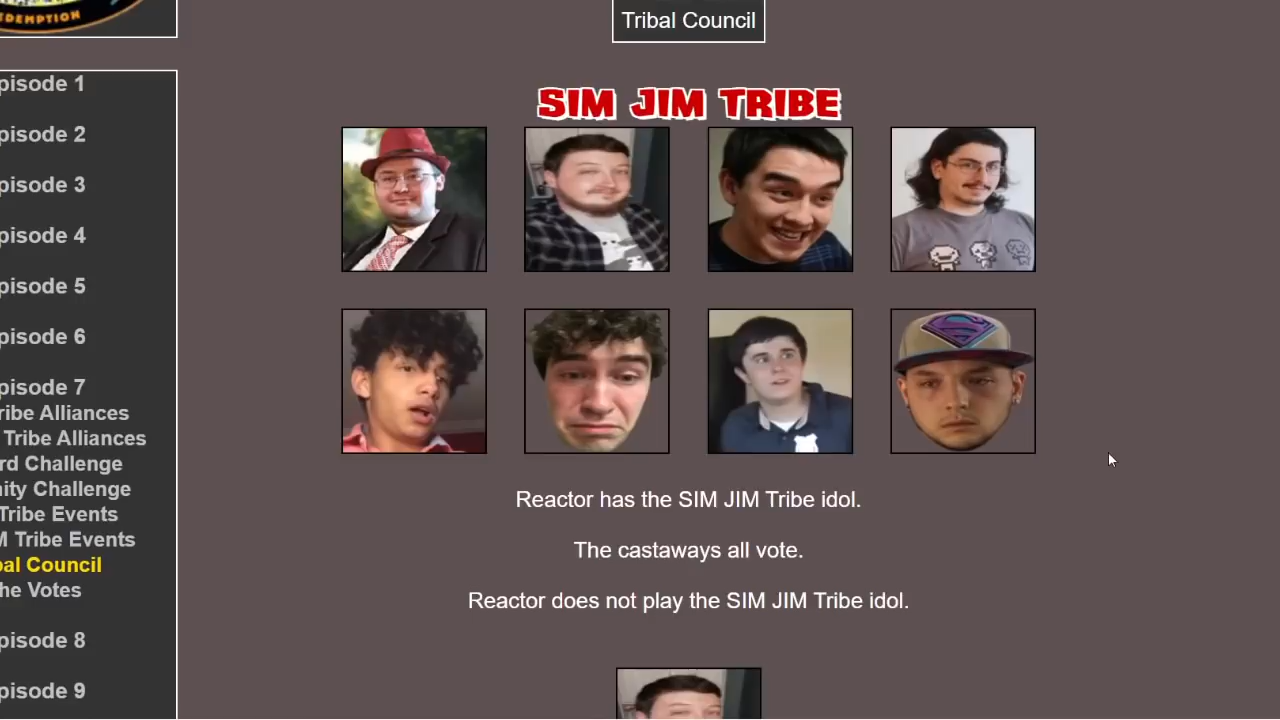 EDEMPTION
Tribal Council
pisode 1
pisode 2
pisode 3
pisode 4
pisode 5
pisode 6
pisode 7
ribe Alliances
Tribe Alliances
rd Challenge
nity Challenge
Tribe Events
M Tribe Events
bal Council
he Votes
pisode 8
pisode 9
SIM JIM TRIBE
Reactor has the SIM JIM Tribe idol.
The castaways all vote.
Reactor does not play the SIM JIM Tribe idol.